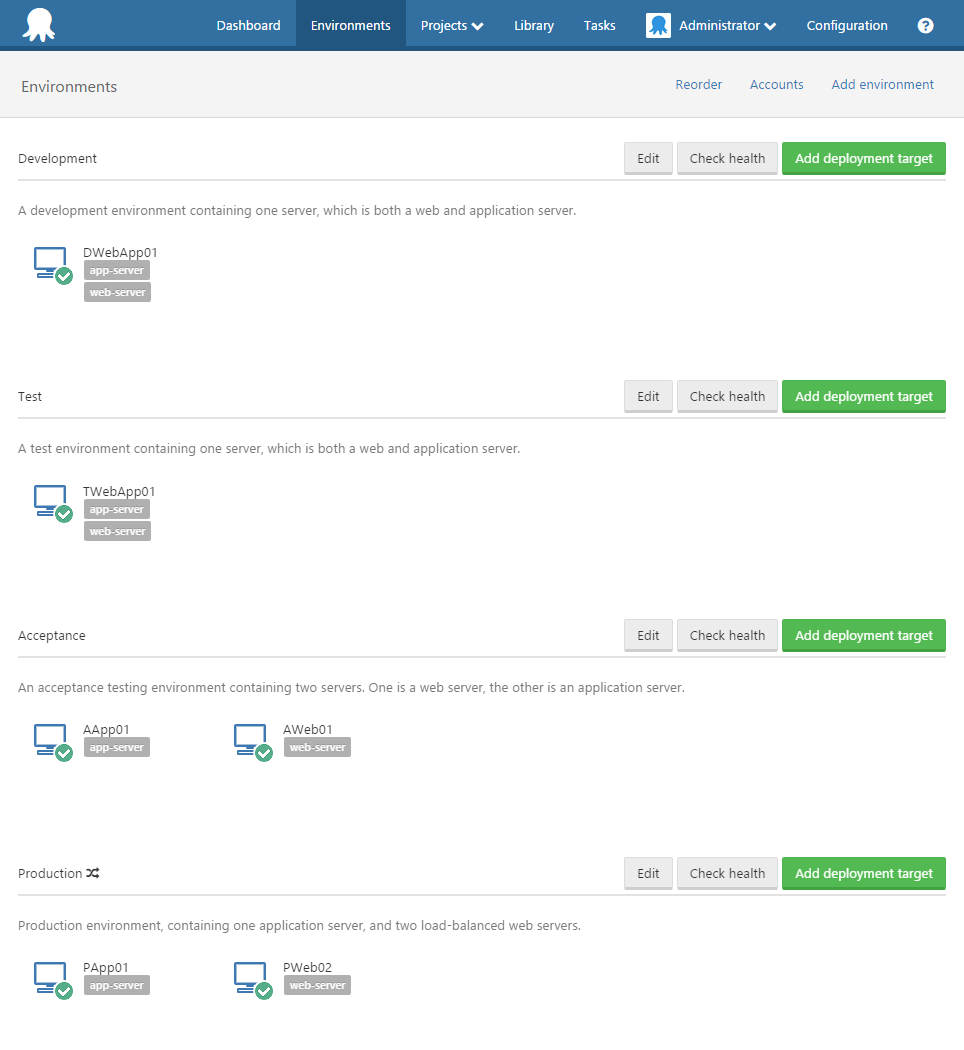 Dashboard Environments Projects Library Tasks Administrator Configuration ?
Environments Reorder Accounts Add environment
Development Edit Check health Add deployment target
A development environment containing one server, which is both a web and application server.
DWebApp01
app-server
web-server
Test Edit Check health Add deployment target
A test environment containing one server, which is both a web and application server.
TWebApp01
app-server
web-server
Acceptance Edit Check health Add deployment target
An acceptance testing environment containing two servers. One is a web server, the other is an application server.
AApp01 AWeb01
app-server web-server
Production Edit Check health Add deployment target
Production environment, containing one application server, and two load-balanced web servers.
PApp01 PWeb02
app-server web-server